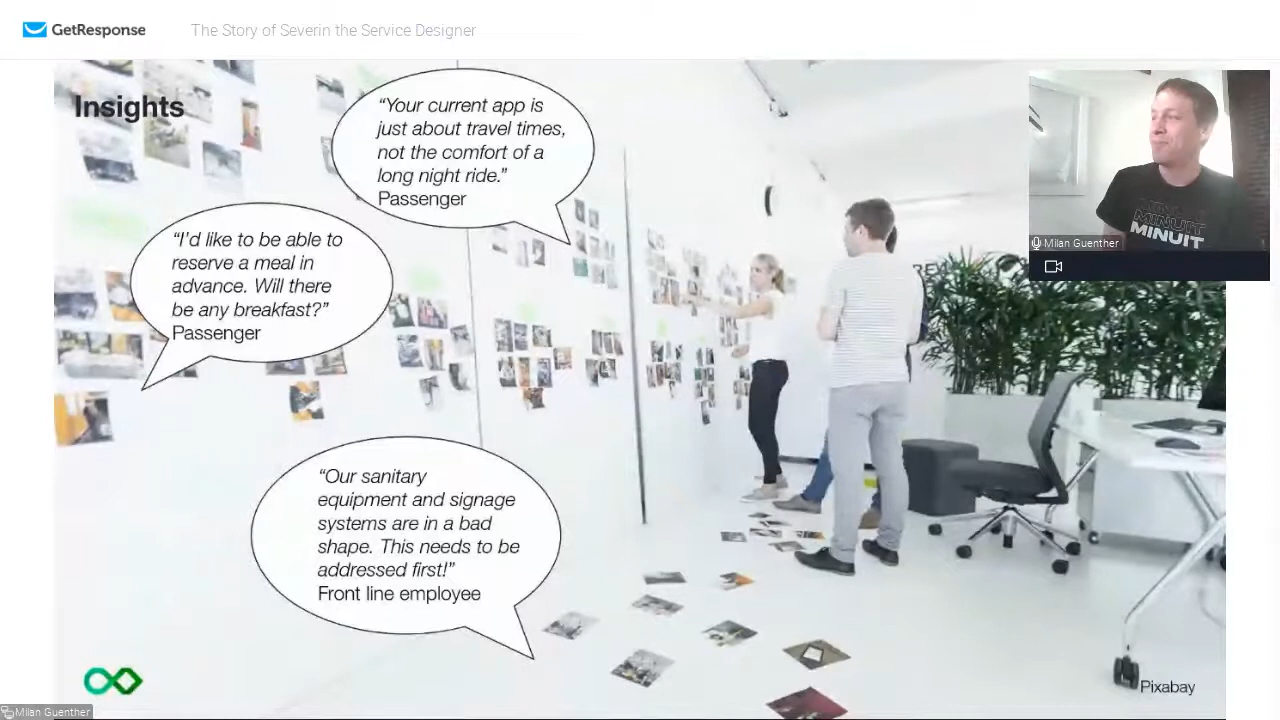 GetResponse
The Story of Severin the Service Designer
Insights
“Your current app is
just about travel times,
not the comfort of a
long night ride.”
Passenger
“I’d like to be able to
reserve a meal in
advance. Will there
be any breakfast?”
Passenger
“Our sanitary
equipment and signage
systems are in a bad
shape. This needs to be
addressed first!”
Front line employee
MINUIT
MINUIT
Milan Guenther
Pixabay
Milan Guenther